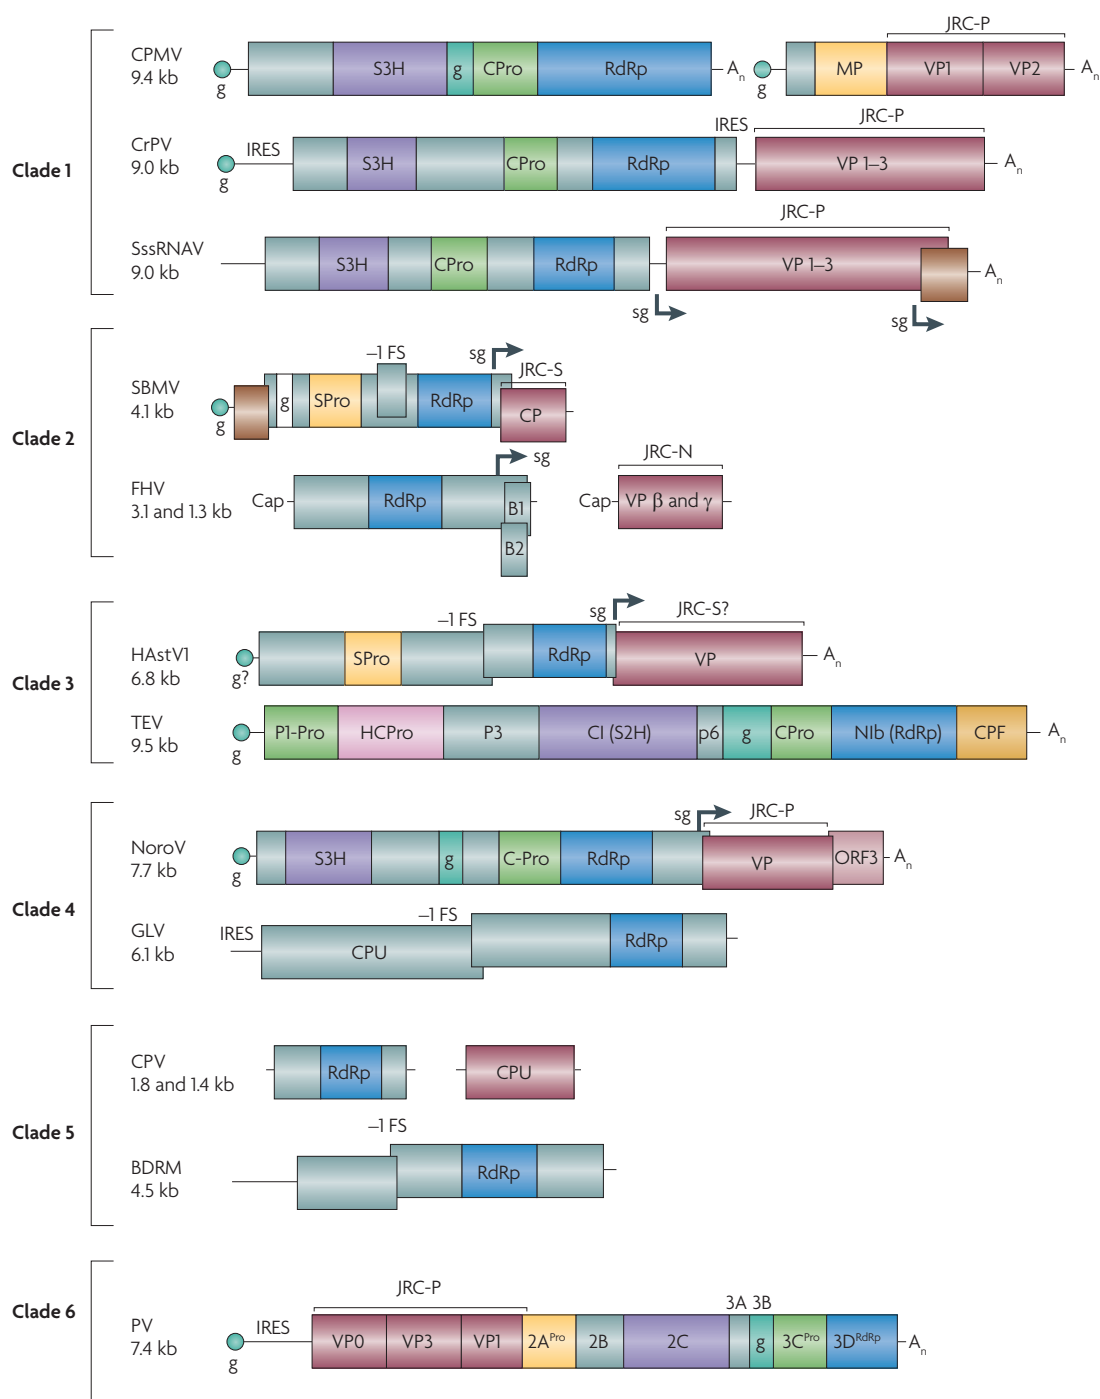 Clade 1
CPMV
9.4 kb
g
S3H
g
CPro
RdRp
An
g
MP
JRC-P
VP1
VP2
An
CrPV
9.0 kb
g
IRES
S3H
CPro
RdRp
IRES
JRC-P
VP 1–3
An
SssRNAV
9.0 kb
S3H
CPro
RdRp
sg
JRC-P
VP 1–3
sg
An
Clade 2
SBMV
4.1 kb
g
g
SPro
–1 FS
RdRp
sg
JRC-S
CP
FHV
3.1 and 1.3 kb
Cap
RdRp
sg
B1
B2
Cap
JRC-N
VP β and γ
Clade 3
HAstV1
6.8 kb
g?
SPro
–1 FS
RdRp
sg
JRC-S?
VP
An
TEV
9.5 kb
g
P1-Pro
HCPro
P3
CI (S2H)
p6
g
CPro
NIb (RdRp)
CPF
An
Clade 4
NoroV
7.7 kb
g
S3H
g
C-Pro
RdRp
sg
JRC-P
VP
ORF3
An
GLV
6.1 kb
IRES
CPU
–1 FS
RdRp
Clade 5
CPV
1.8 and 1.4 kb
RdRp
CPU
BDRM
4.5 kb
–1 FS
RdRp
Clade 6
PV
7.4 kb
g
IRES
JRC-P
VP0
VP3
VP1
2APro
2B
2C
3A 3B
g
3CPro
3DRdRp
An